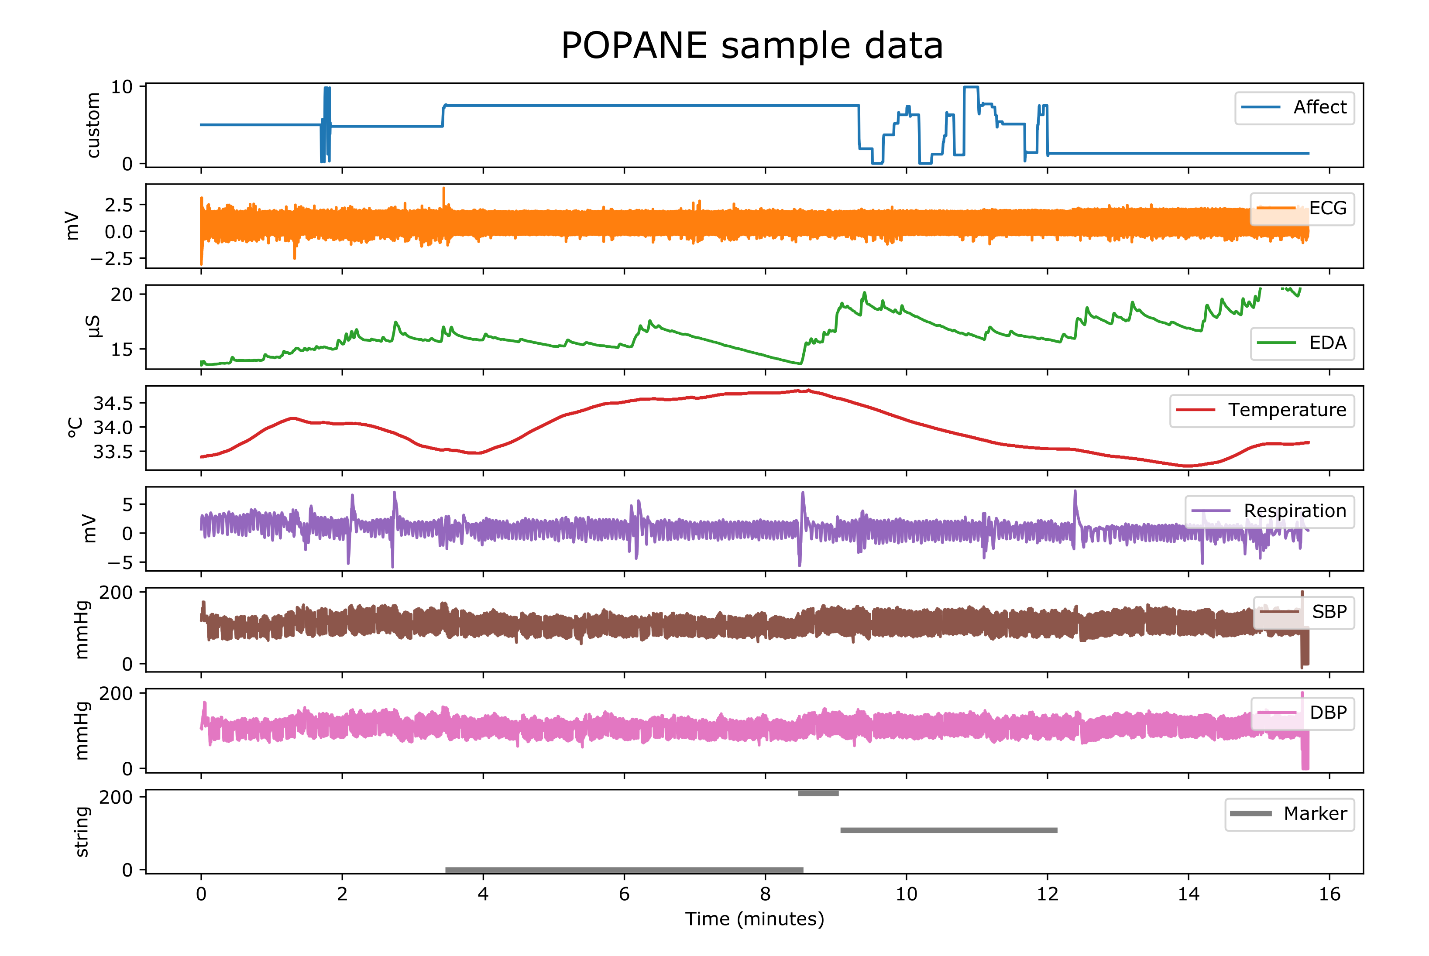 POPANE sample data
custom
10
0
Affect
mV
2.5
0.0
−2.5
ECG
µS
20
15
EDA
°C
34.5
34.0
33.5
Temperature
mV
5
0
−5
Respiration
mmHg
200
0
SBP
mmHg
200
0
DBP
string
200
0
Marker
0 2 4 6 8 10 12 14 16
Time (minutes)